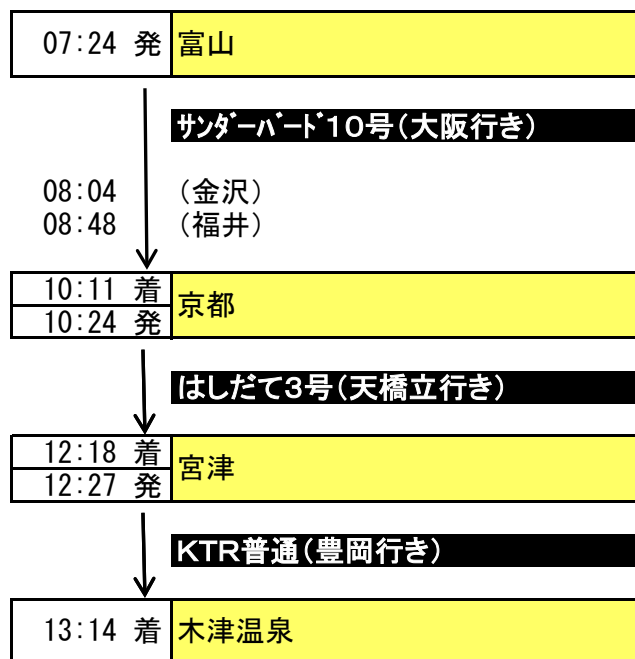 07:24 発 富山
ｻﾝﾀﾞｰﾊﾞｰﾄﾞ10号(大阪行き)
08:04 (金沢)
08:48 (福井)
10:11 着
京都
10:24 発
はしだて3号(天橋立行き)
12:18 着
宮津
12:27 発
KTR普通(豊岡行き)
13:14 着 木津温泉